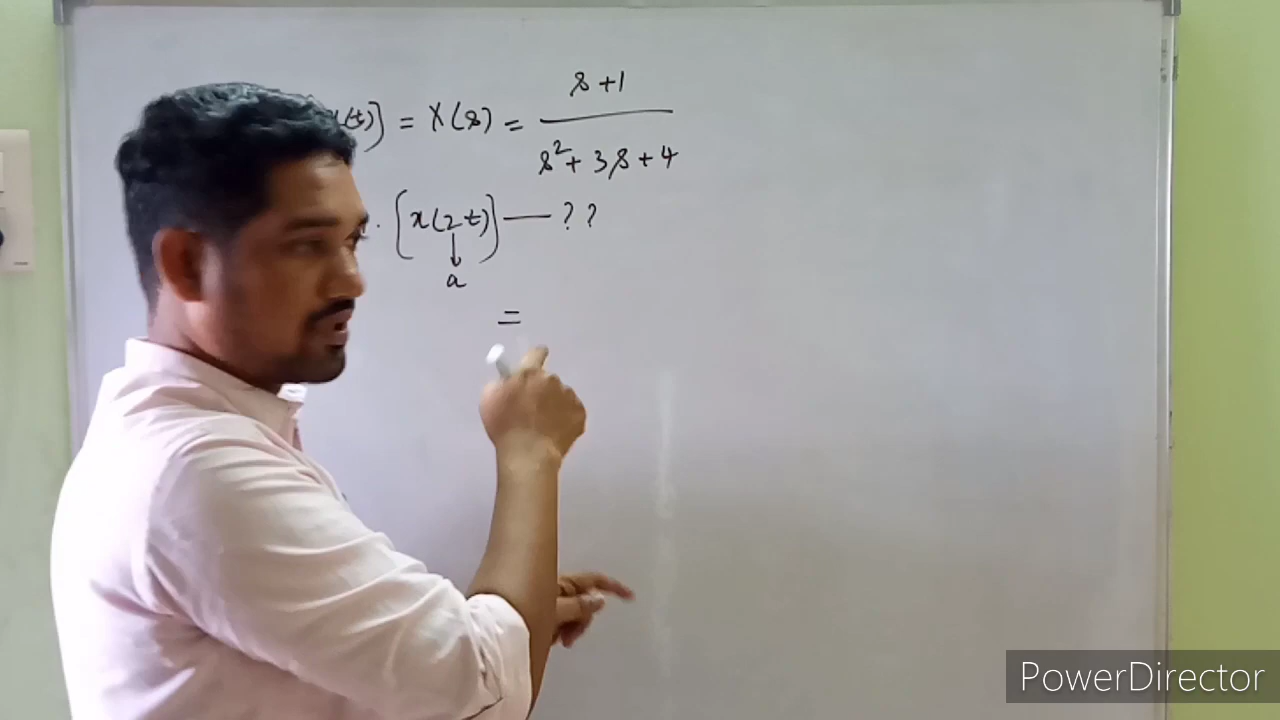 (t)] = X(s) = s+1 / s²+3s+4
. [x(2t)] — ??
↓
a
=
PowerDirector